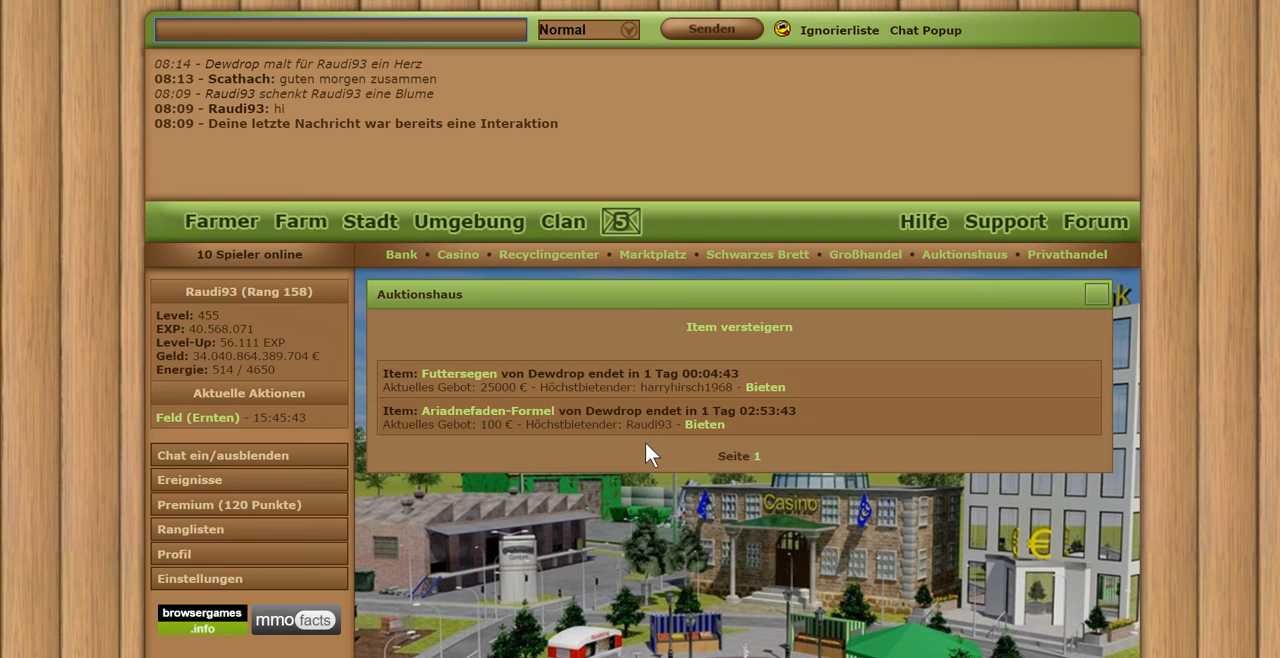 Normal Senden Ignorierliste Chat Popup
08:14 - Dewdrop malt für Raudi93 ein Herz
08:13 - Scathach: guten morgen zusammen
08:09 - Raudi93 schenkt Raudi93 eine Blume
08:09 - Raudi93: hi
08:09 - Deine letzte Nachricht war bereits eine Interaktion
Farmer Farm Stadt Umgebung Clan 5 Hilfe Support Forum
10 Spieler online
Bank • Casino • Recyclingcenter • Marktplatz • Schwarzes Brett • Großhandel • Auktionshaus • Privathandel
Raudi93 (Rang 158)
Level: 455
EXP: 40.568.071
Level-Up: 56.111 EXP
Geld: 34.040.864.389.704 €
Energie: 514 / 4650
Aktuelle Aktionen
Feld (Ernten) - 15:45:43
Chat ein/ausblenden
Ereignisse
Premium (120 Punkte)
Ranglisten
Profil
Einstellungen
browsergames
.info
mmofacts
Auktionshaus
Item versteigern
Item: Futtersegen von Dewdrop endet in 1 Tag 00:04:43
Aktuelles Gebot: 25000 € - Höchstbietender: harryhirsch1968 - Bieten
Item: Ariadnefaden-Formel von Dewdrop endet in 1 Tag 02:53:43
Aktuelles Gebot: 100 € - Höchstbietender: Raudi93 - Bieten
Seite 1
Casino
€